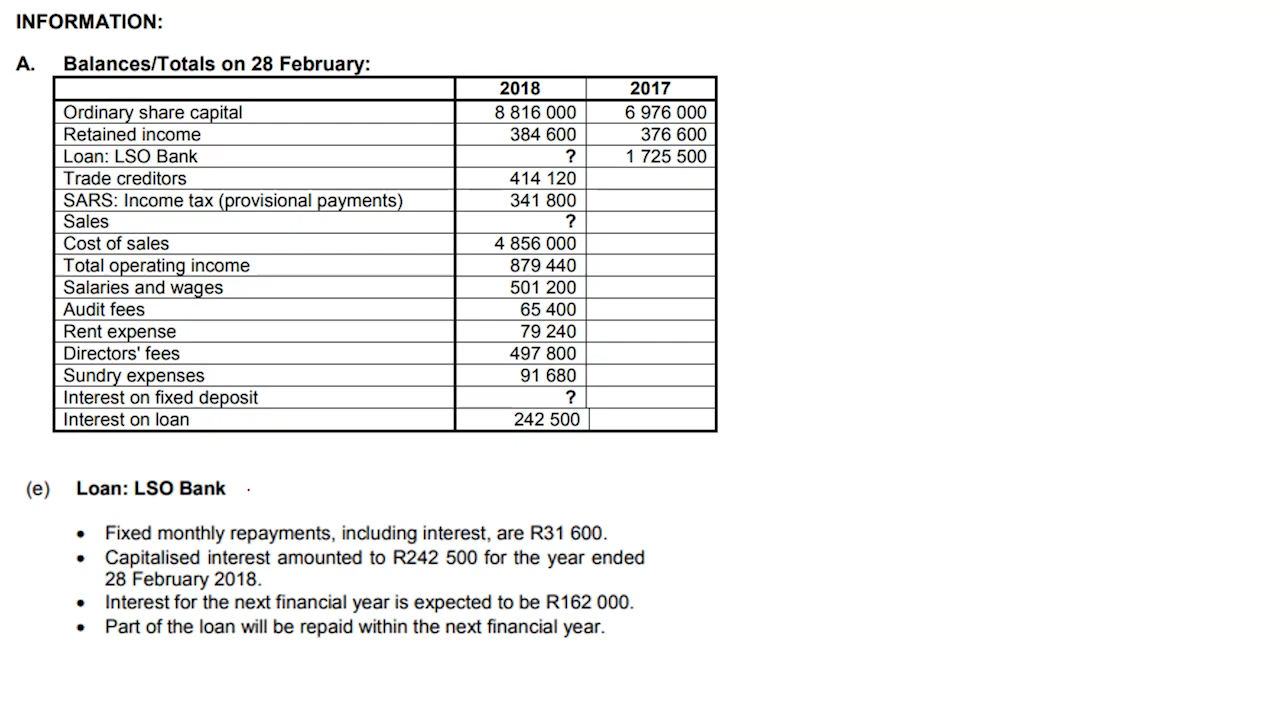 INFORMATION:
A. Balances/Totals on 28 February:
2018 2017
Ordinary share capital 8 816 000 6 976 000
Retained income 384 600 376 600
Loan: LSO Bank ? 1 725 500
Trade creditors 414 120
SARS: Income tax (provisional payments) 341 800
Sales ?
Cost of sales 4 856 000
Total operating income 879 440
Salaries and wages 501 200
Audit fees 65 400
Rent expense 79 240
Directors' fees 497 800
Sundry expenses 91 680
Interest on fixed deposit ?
Interest on loan 242 500
(e) Loan: LSO Bank
• Fixed monthly repayments, including interest, are R31 600.
• Capitalised interest amounted to R242 500 for the year ended
28 February 2018.
• Interest for the next financial year is expected to be R162 000.
• Part of the loan will be repaid within the next financial year.